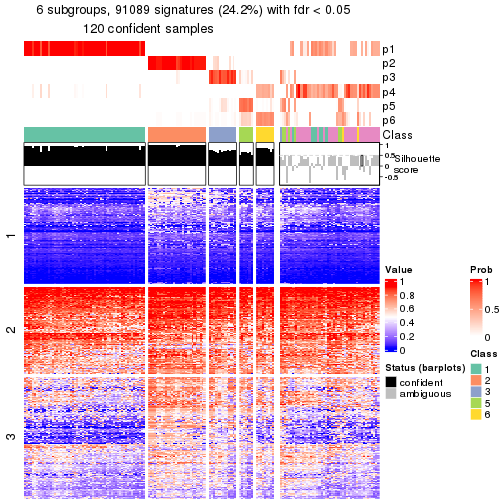 6 subgroups, 91089 signatures (24.2%) with fdr < 0.05
120 confident samples
p1
p2
p3
p4
p5
p6
Class
1
0.5
0
-0.5
Silhouette
score
1
2
3
Value
1
0.8
0.6
0.4
0.2
0
Prob
1
0.5
0
Status (barplots)
confident
ambiguous
Class
1
2
3
5
6